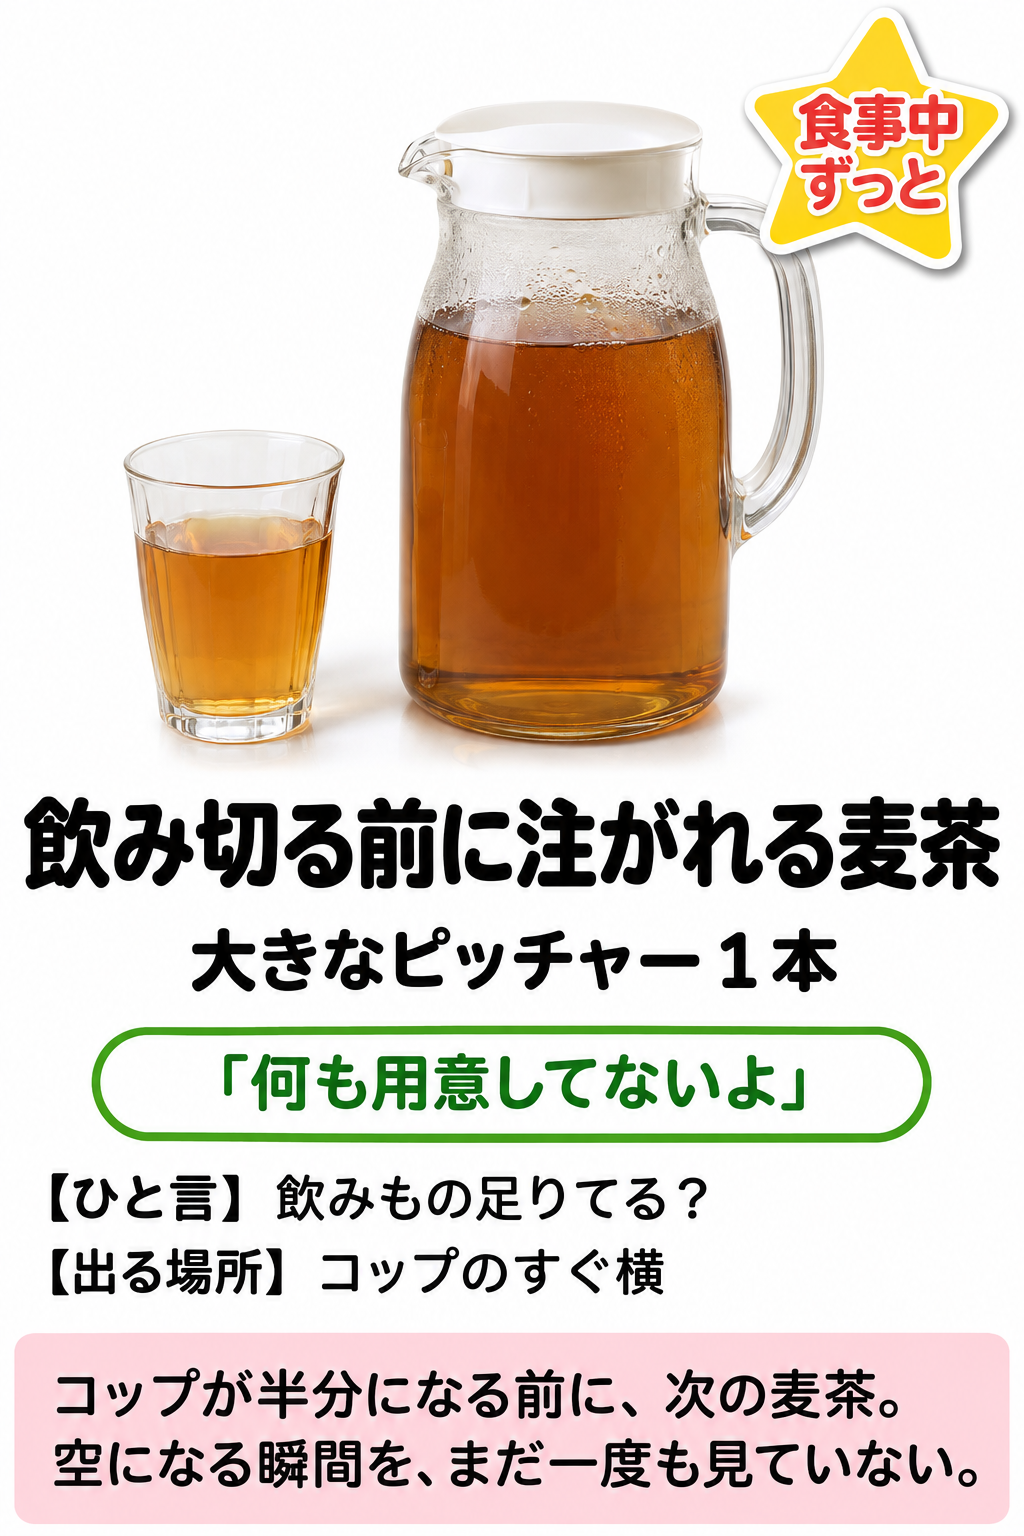 食事中
ずっと
飲み切る前に注がれる麦茶
大きなピッチャー1本
「何も用意してないよ」
【ひと言】飲みもの足りてる？
【出る場所】コップのすぐ横
コップが半分になる前に、次の麦茶。
空になる瞬間を、まだ一度も見ていない。